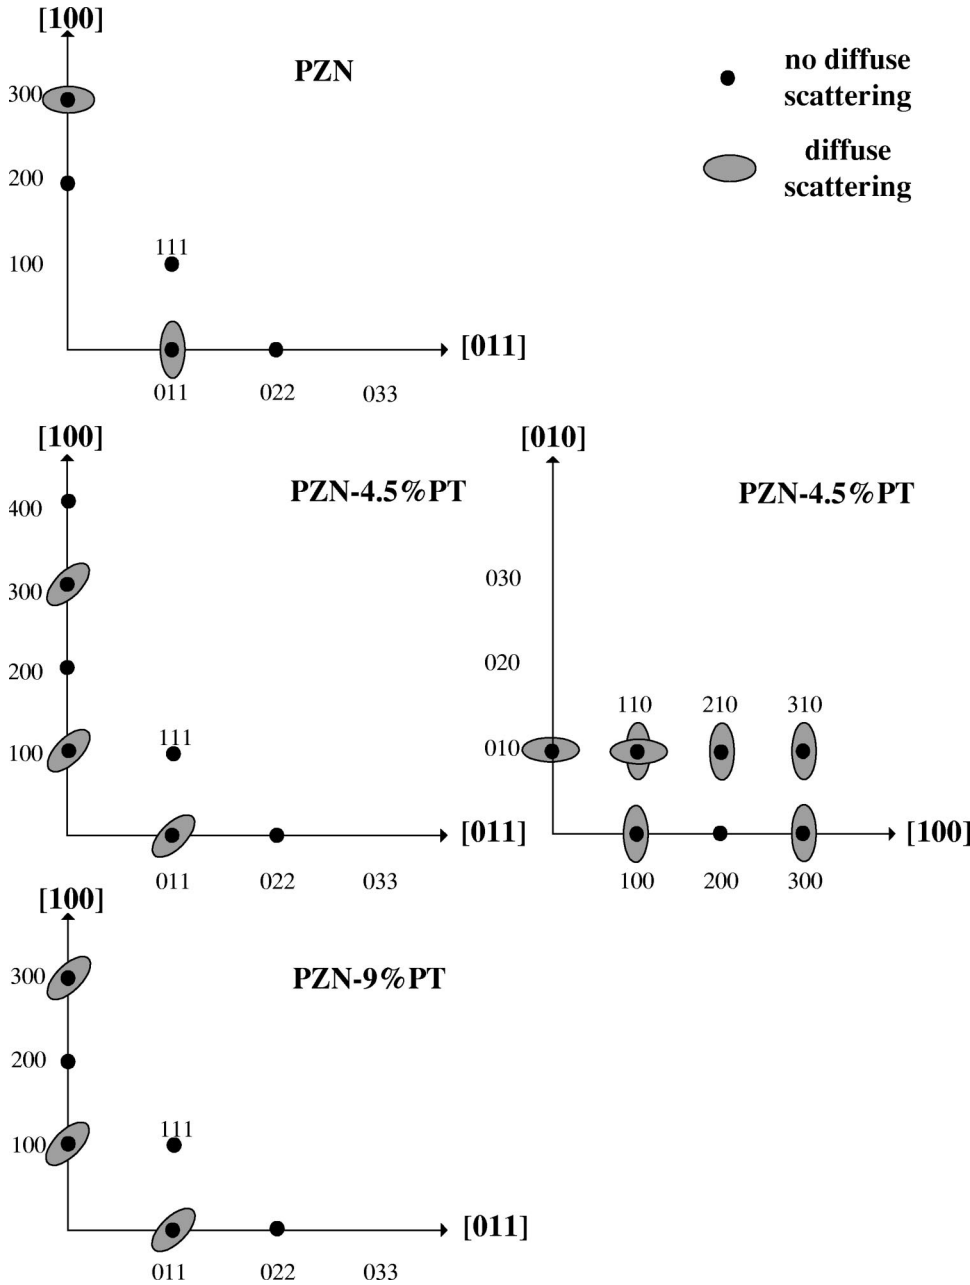 [100]
PZN
no diffuse
scattering
diffuse
scattering
300
200
111
100
[011]
011 022 033
[100]
PZN-4.5%PT
400
300
200
111
100
[011]
011 022 033
[010]
PZN-4.5%PT
030
020
110 210 310
010
[100]
100 200 300
[100]
PZN-9%PT
300
200
111
100
[011]
011 022 033